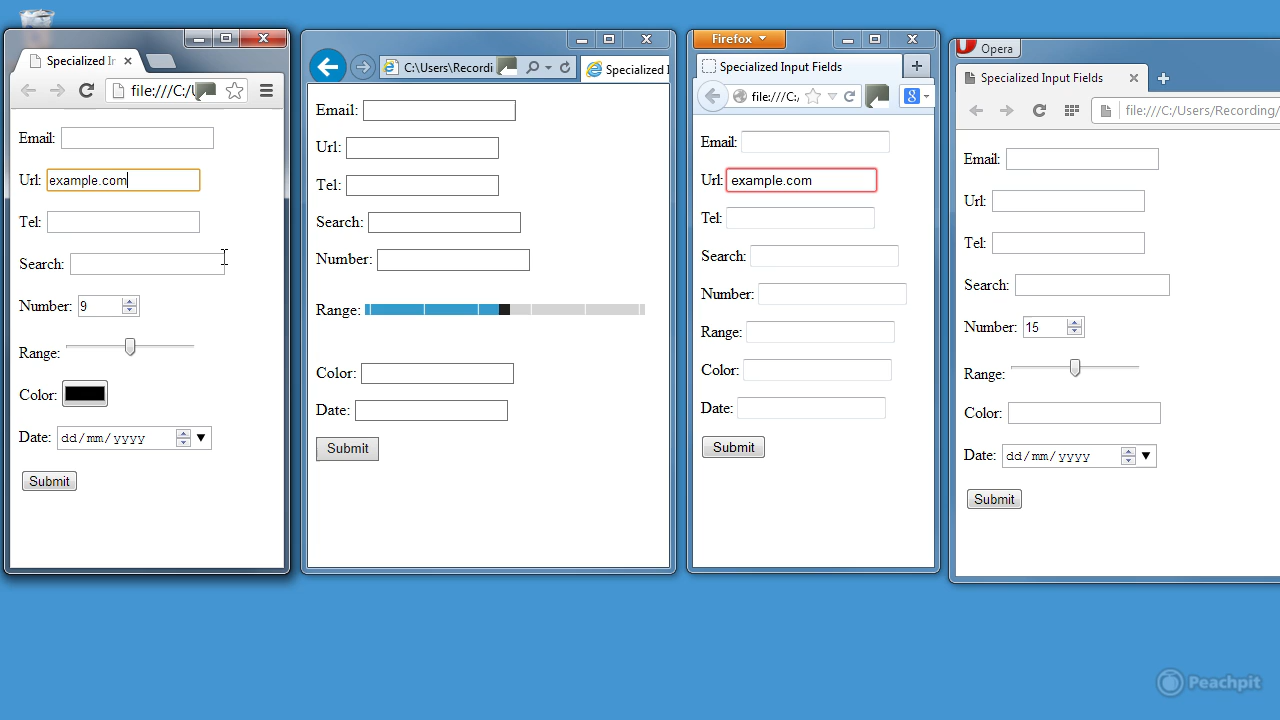 Specialized Ir
file:///C:/U
Email:
Url: example.com
Tel:
Search:
Number: 9
Range:
Color:
Date: dd/mm/yyyy
Submit
C:\Users\Recordi
Specialized I
Email:
Url:
Tel:
Search:
Number:
Range:
Color:
Date:
Submit
Firefox
Specialized Input Fields
file:///C:,
8
Email:
Url: example.com
Tel:
Search:
Number:
Range:
Color:
Date:
Submit
Opera
Specialized Input Fields
file:///C:/Users/Recording/
Email:
Url:
Tel:
Search:
Number: 15
Range:
Color:
Date: dd/mm/yyyy
Submit
Peachpit